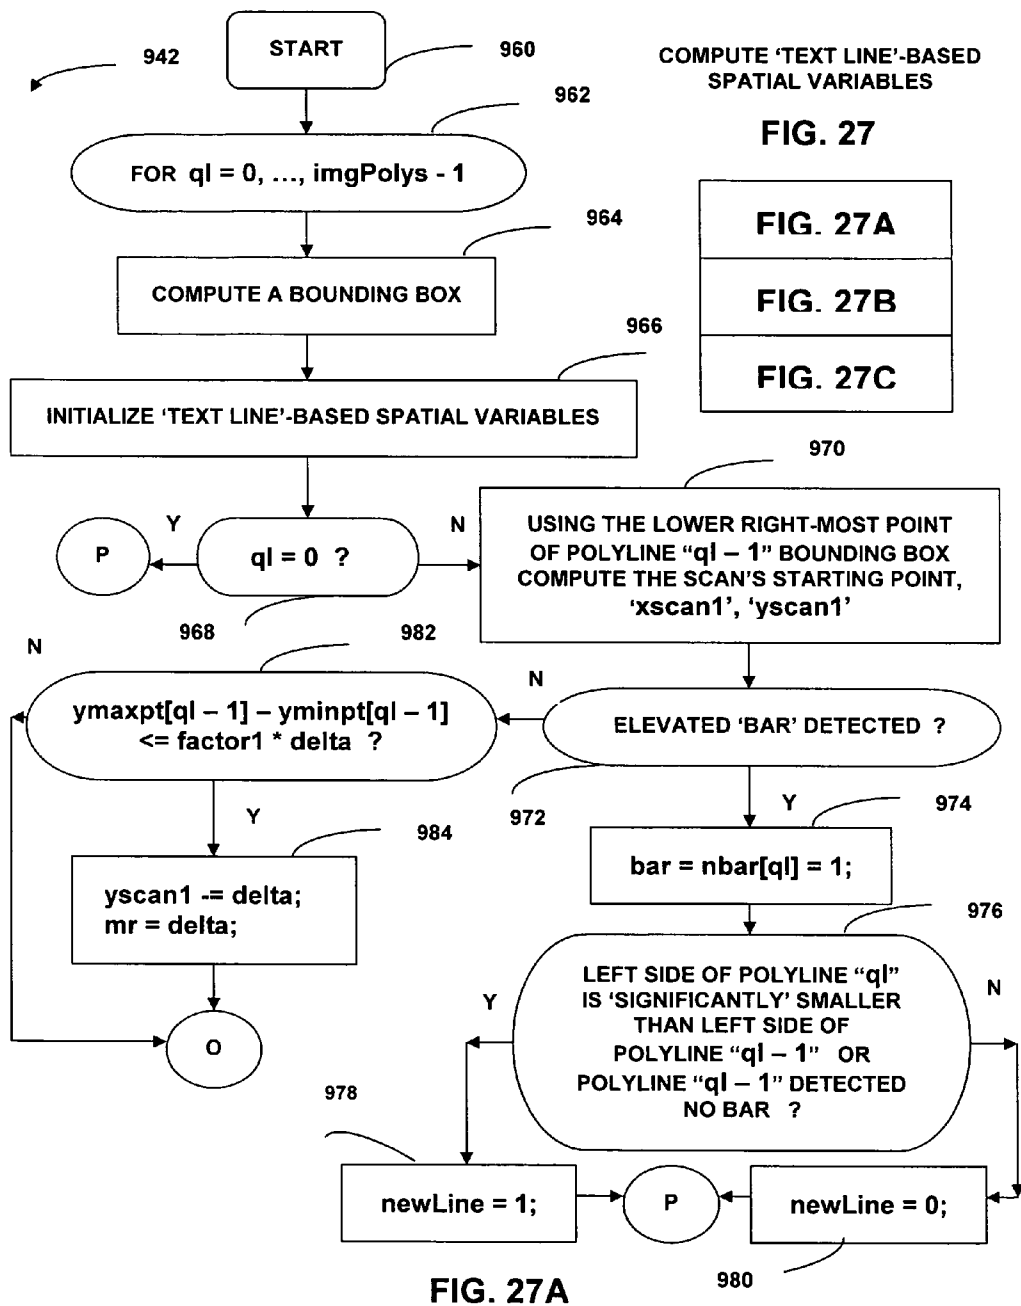 942
START
960
COMPUTE ‘TEXT LINE’-BASED
SPATIAL VARIABLES
FIG. 27
962
FOR ql = 0, ..., imgPolys - 1
FIG. 27A
FIG. 27B
FIG. 27C
964
COMPUTE A BOUNDING BOX
966
INITIALIZE ‘TEXT LINE’-BASED SPATIAL VARIABLES
970
P
Y
ql = 0 ?
N
968
USING THE LOWER RIGHT-MOST POINT
OF POLYLINE “ql – 1” BOUNDING BOX
COMPUTE THE SCAN’S STARTING POINT,
‘xscan1’, ‘yscan1’
N
982
ymaxpt[ql – 1] – yminpt[ql – 1]
<= factor1 * delta ?
N
ELEVATED ‘BAR’ DETECTED ?
972
Y
974
Y
984
yscan1 -= delta;
mr = delta;
bar = nbar[ql] = 1;
976
O
Y
LEFT SIDE OF POLYLINE “ql”
IS ‘SIGNIFICANTLY’ SMALLER
THAN LEFT SIDE OF
POLYLINE “ql – 1” OR
POLYLINE “ql – 1” DETECTED
NO BAR ?
N
978
newLine = 1;
P
newLine = 0;
980
FIG. 27A